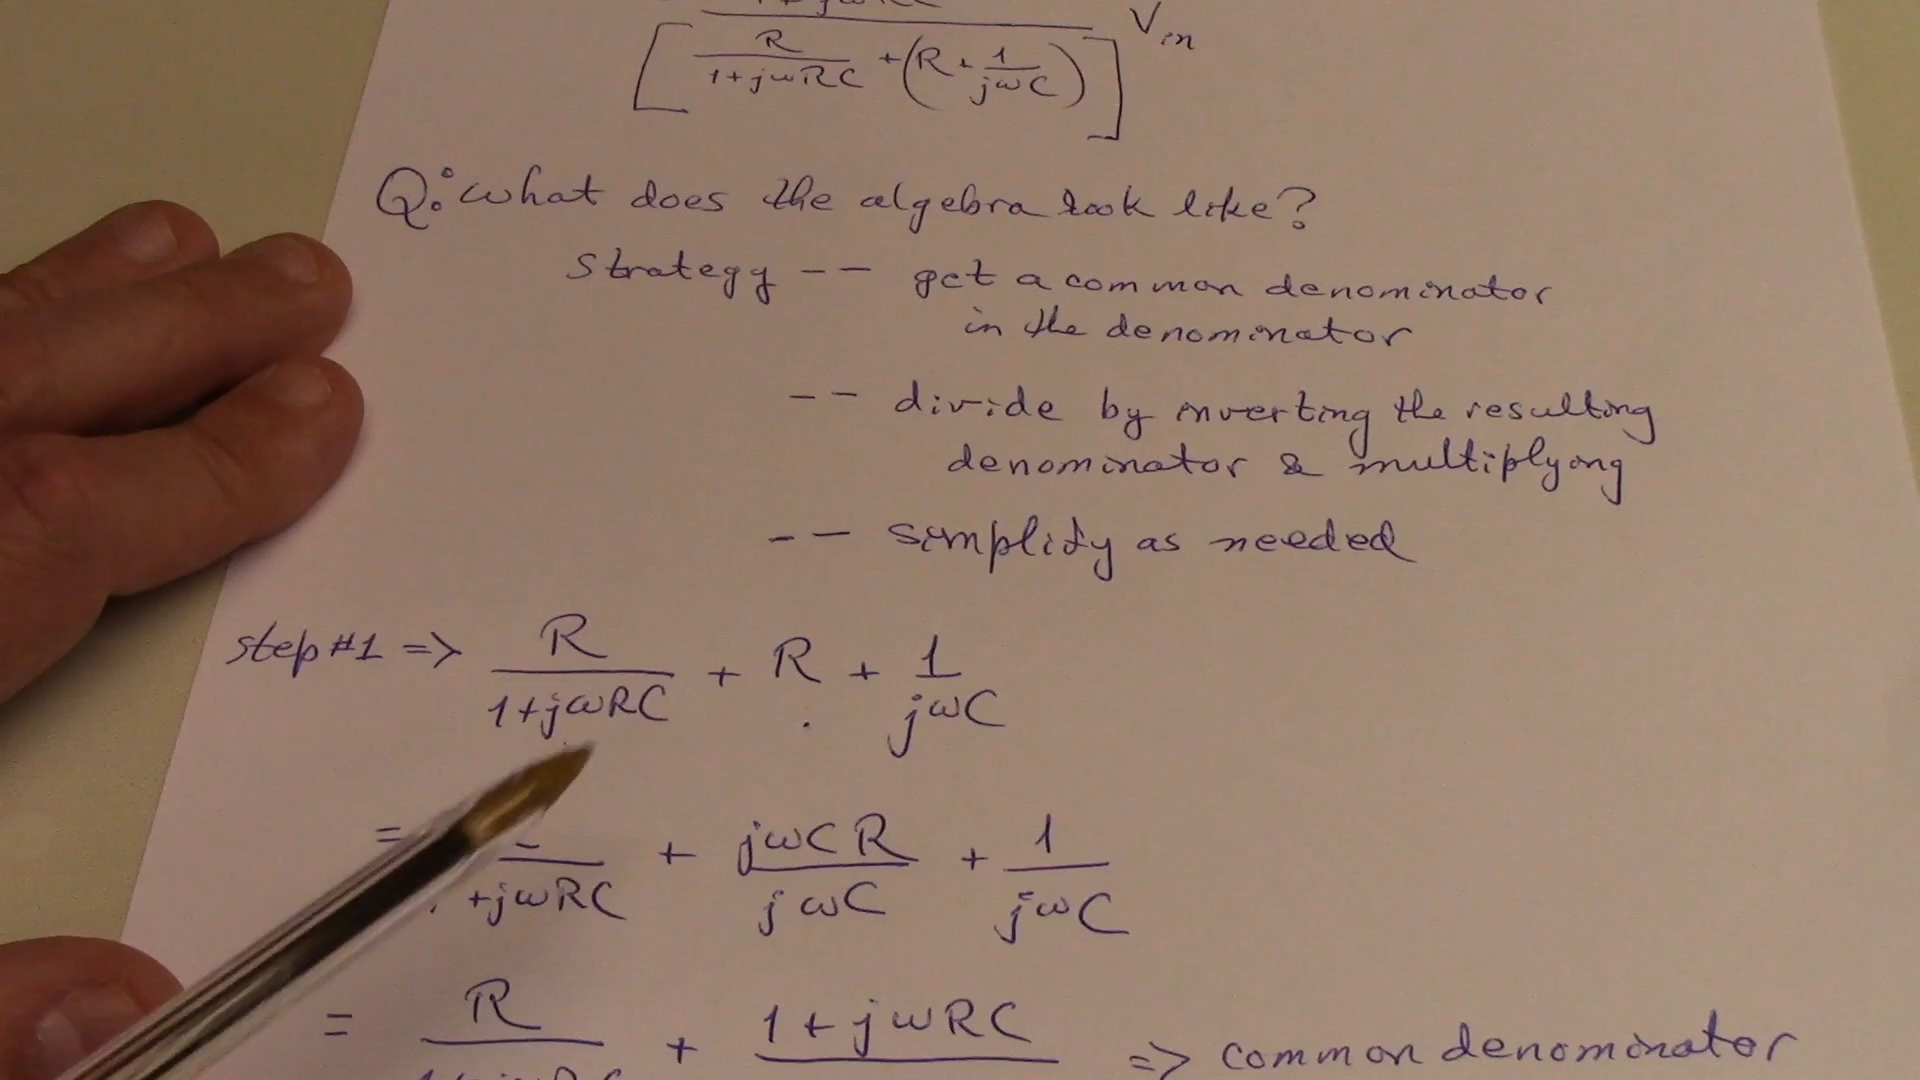 V_in
[ R/(1+jωRC) + (R + 1/(jωC)) ]
Q: what does the algebra look like?
Strategy -- get a common denominator
in the denominator
-- divide by inverting the resulting
denominator & multiplying
-- simplify as needed
step #1 => R/(1+jωRC) + R + 1/(jωC)
= /( +jωRC) + jωCR/(jωC) + 1/(jωC)
= R/ + (1+jωRC)/ => common denominator